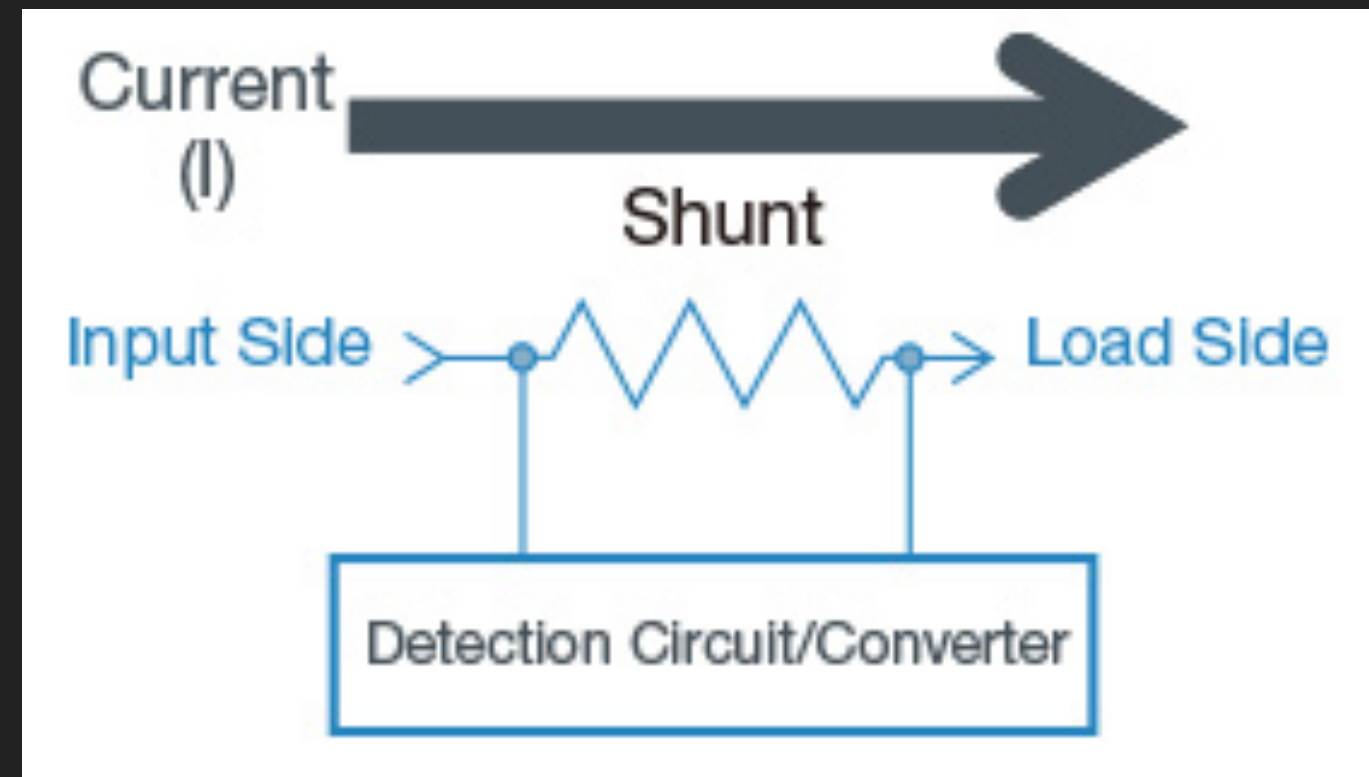 Current
(I)
Shunt
Input Side
Load Side
Detection Circuit/Converter